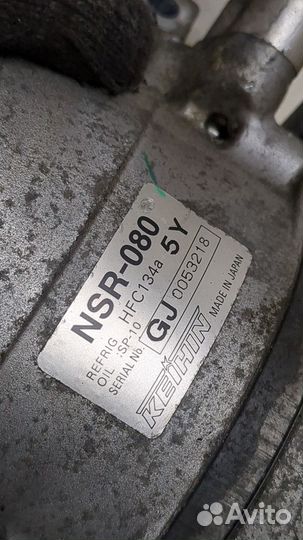 NSR-080
REFRIG HFC134a 5Y
OIL SP-10
SERIAL No. GJ 0053218
KEIHIN MADE IN JAPAN
Avito